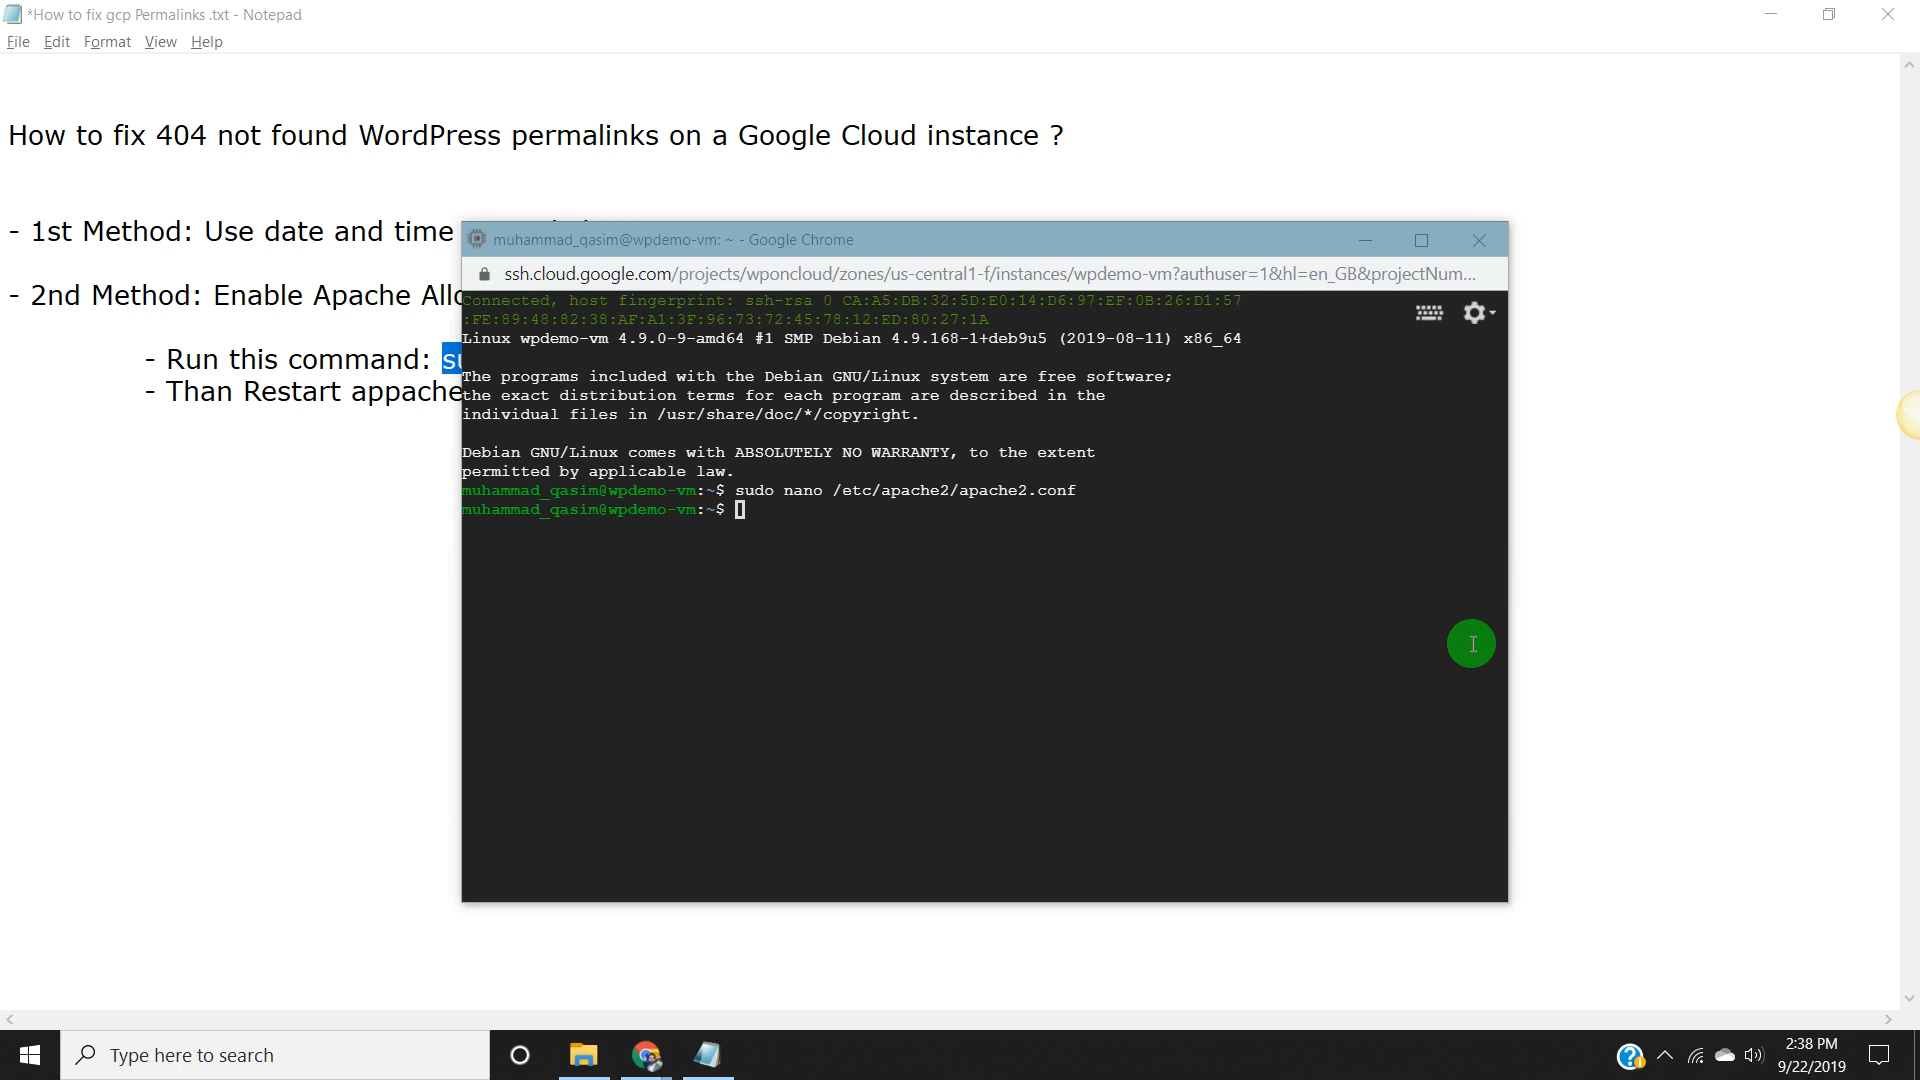 *How to fix gcp Permalinks .txt - Notepad
File Edit Format View Help
How to fix 404 not found WordPress permalinks on a Google Cloud instance ?
- 1st Method: Use date and time
- 2nd Method: Enable Apache Allo
- Run this command: su
- Than Restart appache
muhammad_qasim@wpdemo-vm: ~ - Google Chrome
ssh.cloud.google.com/projects/wponcloud/zones/us-central1-f/instances/wpdemo-vm?authuser=1&hl=en_GB&projectNum...
Connected, host fingerprint: ssh-rsa 0 CA:A5:DB:32:5D:E0:14:D6:97:EF:0B:26:D1:57
:FE:89:48:82:38:AF:A1:3F:96:73:72:45:78:12:ED:80:27:1A
Linux wpdemo-vm 4.9.0-9-amd64 #1 SMP Debian 4.9.168-1+deb9u5 (2019-08-11) x86_64
The programs included with the Debian GNU/Linux system are free software;
the exact distribution terms for each program are described in the
individual files in /usr/share/doc/*/copyright.
Debian GNU/Linux comes with ABSOLUTELY NO WARRANTY, to the extent
permitted by applicable law.
muhammad_qasim@wpdemo-vm:~$ sudo nano /etc/apache2/apache2.conf
muhammad_qasim@wpdemo-vm:~$
Type here to search
2:38 PM
9/22/2019